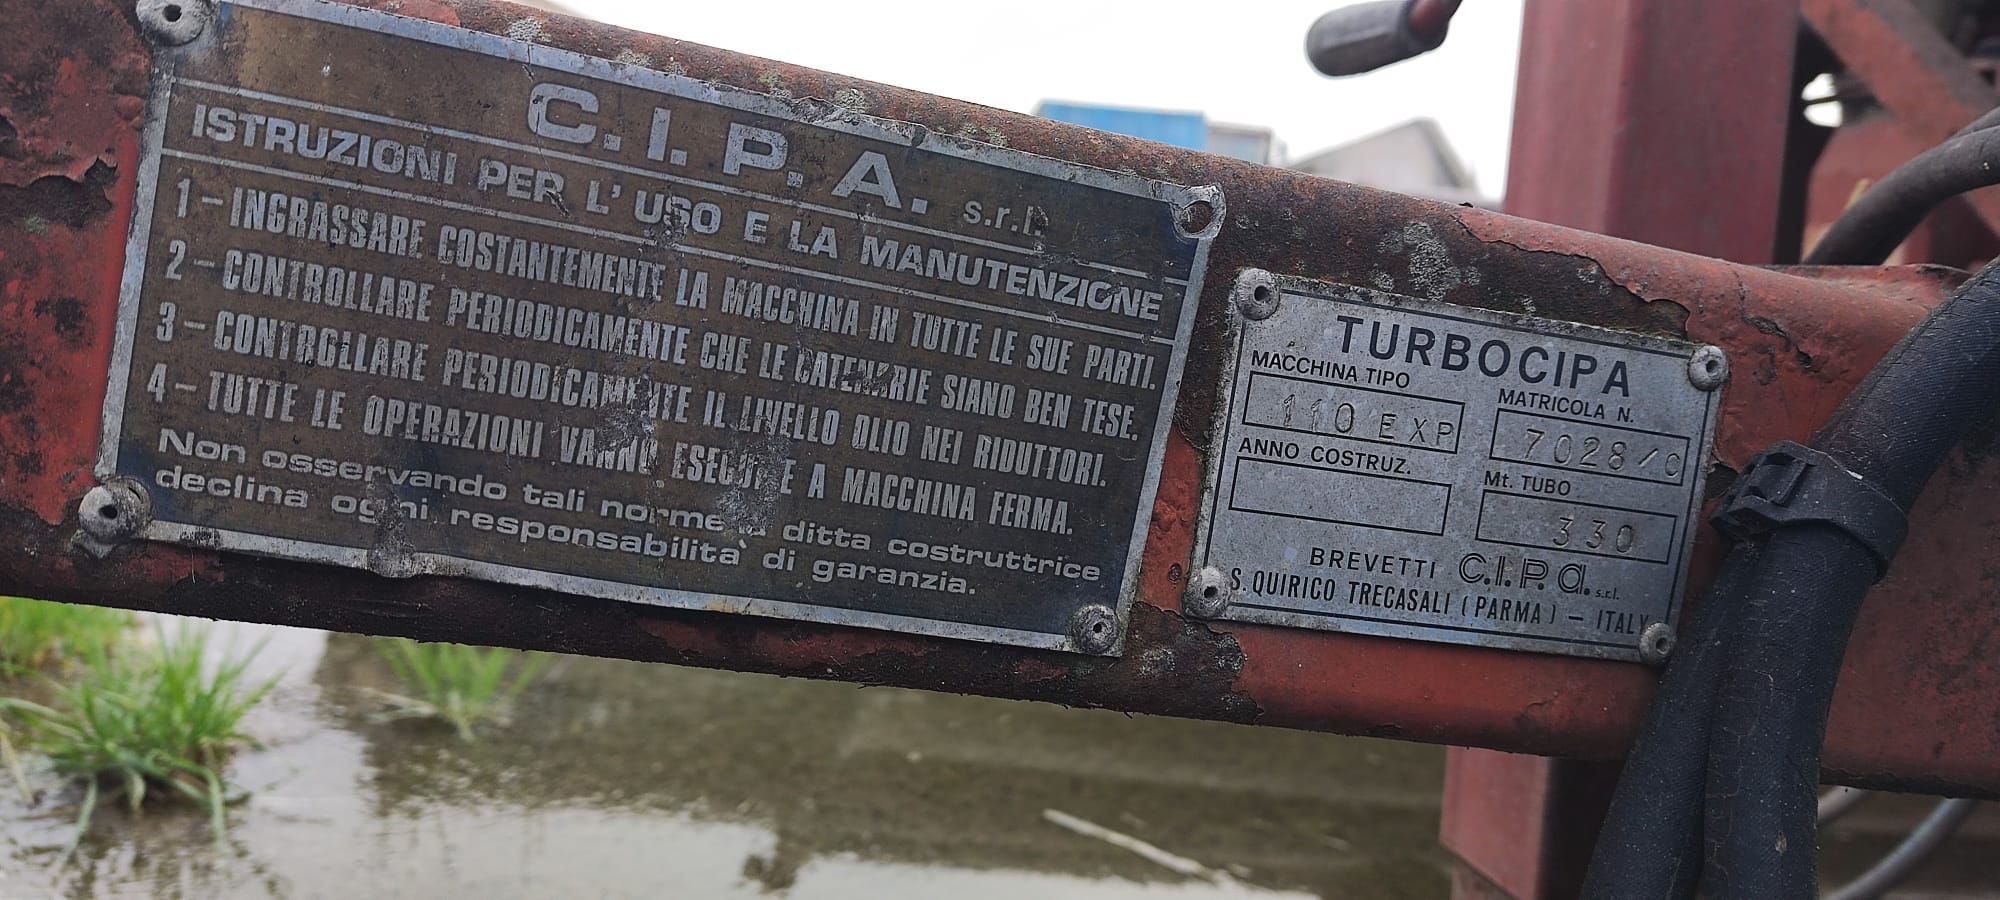 C.I.P.A. s.r.l.
ISTRUZIONI PER L'USO E LA MANUTENZIONE
1-INGRASSARE COSTANTEMENTE LA MACCHINA IN TUTTE LE SUE PARTI.
2-CONTROLLARE PERIODICAMENTE CHE LE CATENARIE SIANO BEN TESE.
3-CONTROLLARE PERIODICAMENTE IL LIVELLO OLIO NEI RIDUTTORI.
4-TUTTE LE OPERAZIONI VANNO ESEGUITE A MACCHINA FERMA.
Non osservando tali norme la ditta costruttrice
declina ogni responsabilità di garanzia.
TURBOCIPA
MACCHINA TIPO
110 EXP
MATRICOLA N.
7028/C
ANNO COSTRUZ.
Mt. TUBO
330
BREVETTI C.I.P.a. s.r.l.
S. QUIRICO TRECASALI (PARMA) - ITALY